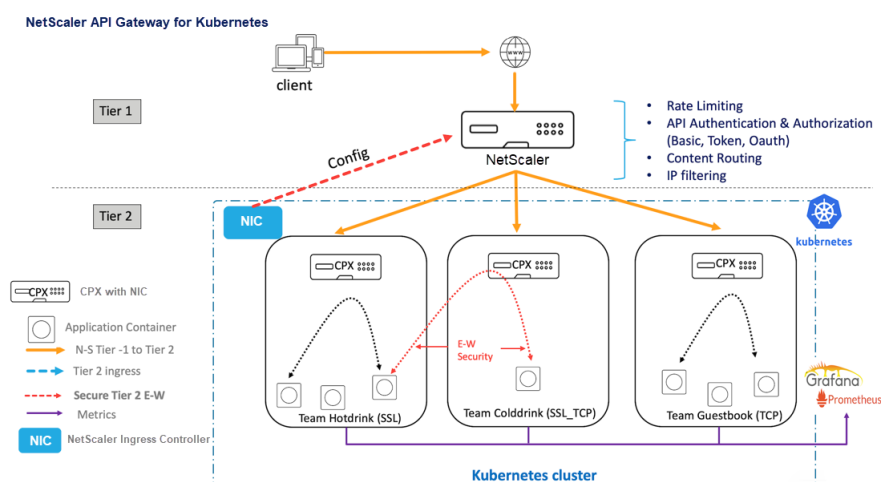 NetScaler API Gateway for Kubernetes
www
client
Tier 1
NetScaler
• Rate Limiting
• API Authentication & Authorization
(Basic, Token, Oauth)
• Content Routing
• IP filtering
Config
Tier 2
NIC
kubernetes
CPX
CPX
CPX
CPX
CPX with NIC
Application Container
N-S Tier -1 to Tier 2
Tier 2 ingress
Secure Tier 2 E-W
Metrics
NIC
NetScaler Ingress Controller
E-W
Security
Team Hotdrink (SSL)
Team Colddrink (SSL_TCP)
Team Guestbook (TCP)
Grafana
Prometheus
Kubernetes cluster